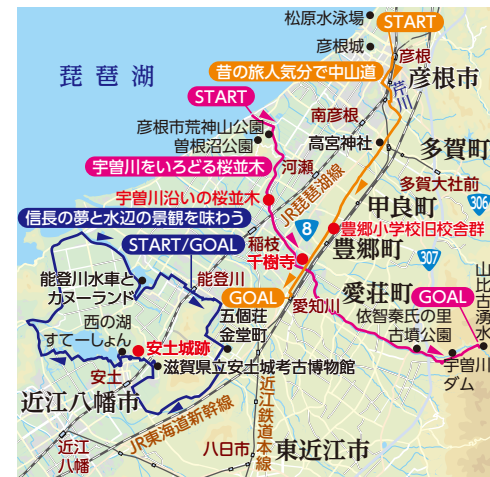 松原水泳場
START
彦根城
彦根
琵琶湖
昔の旅人気分で中山道
芹川
彦根市
START
南彦根
彦根市荒神山公園
曽根沼公園
高宮神社
多賀町
宇曽川をいろどる桜並木
河瀬
JR琵琶湖線
多賀大社前
宇曽川沿いの桜並木
甲良町
306
信長の夢と水辺の景観を味わう
8
豊郷小学校旧校舎群
START/GOAL
稲枝
千樹寺
豊郷町
307
能登川水車と
カヌーランド
能登川
GOAL
愛荘町
山比古湧水
GOAL
五個荘
金堂町
愛知川
依智秦氏の里
古墳公園
西の湖
すてーしょん
安土城跡
滋賀県立安土城考古博物館
宇曽川
ダム
安土
近江八幡市
JR東海道新幹線
近江鉄道本線
近江
八幡
八日市
東近江市